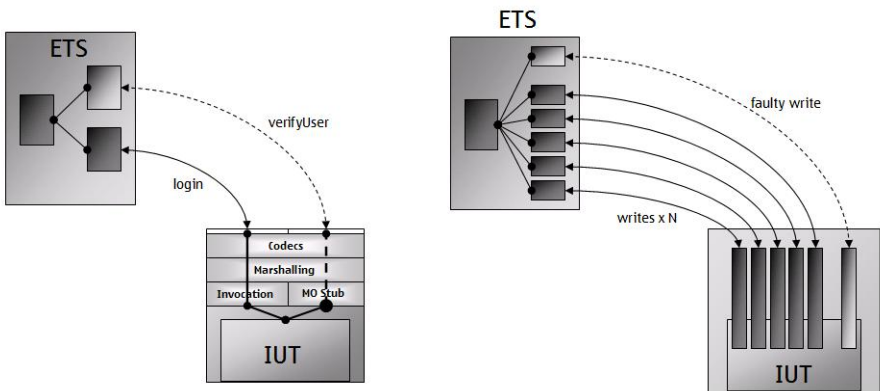 ETS
verifyUser
login
Codecs
Marshalling
Invocation
MO Stub
IUT
ETS
faulty write
writes x N
IUT